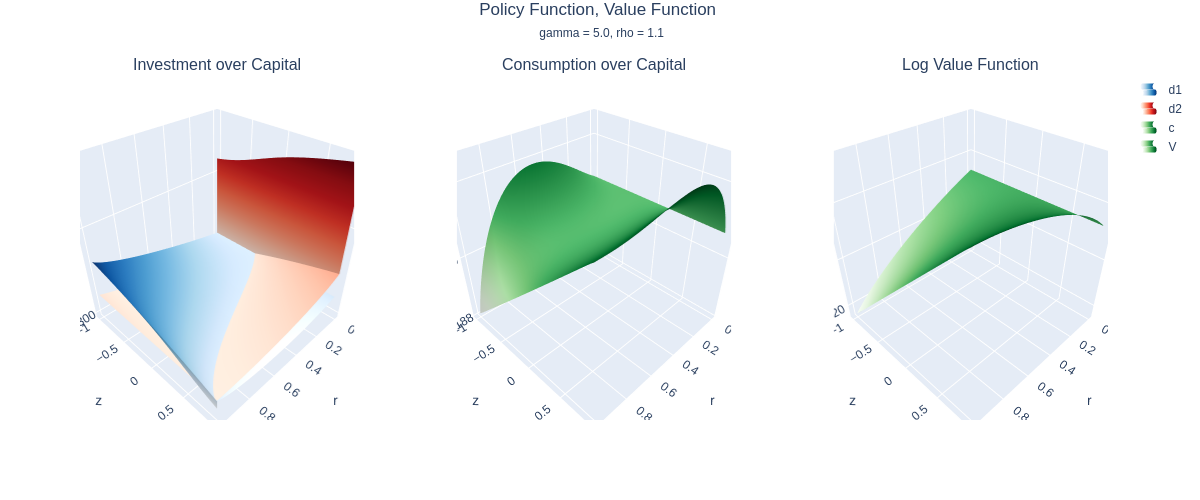 Policy Function, Value Function
gamma = 5.0, rho = 1.1
Investment over Capital
Consumption over Capital
Log Value Function
d1
d2
c
V
−1
−0.5
0
0.5
z
0
0.2
0.4
0.6
0.8
r
−1
−0.5
0
0.5
z
0
0.2
0.4
0.6
0.8
r
20
−1
−0.5
0
0.5
z
0
0.2
0.4
0.6
0.8
r